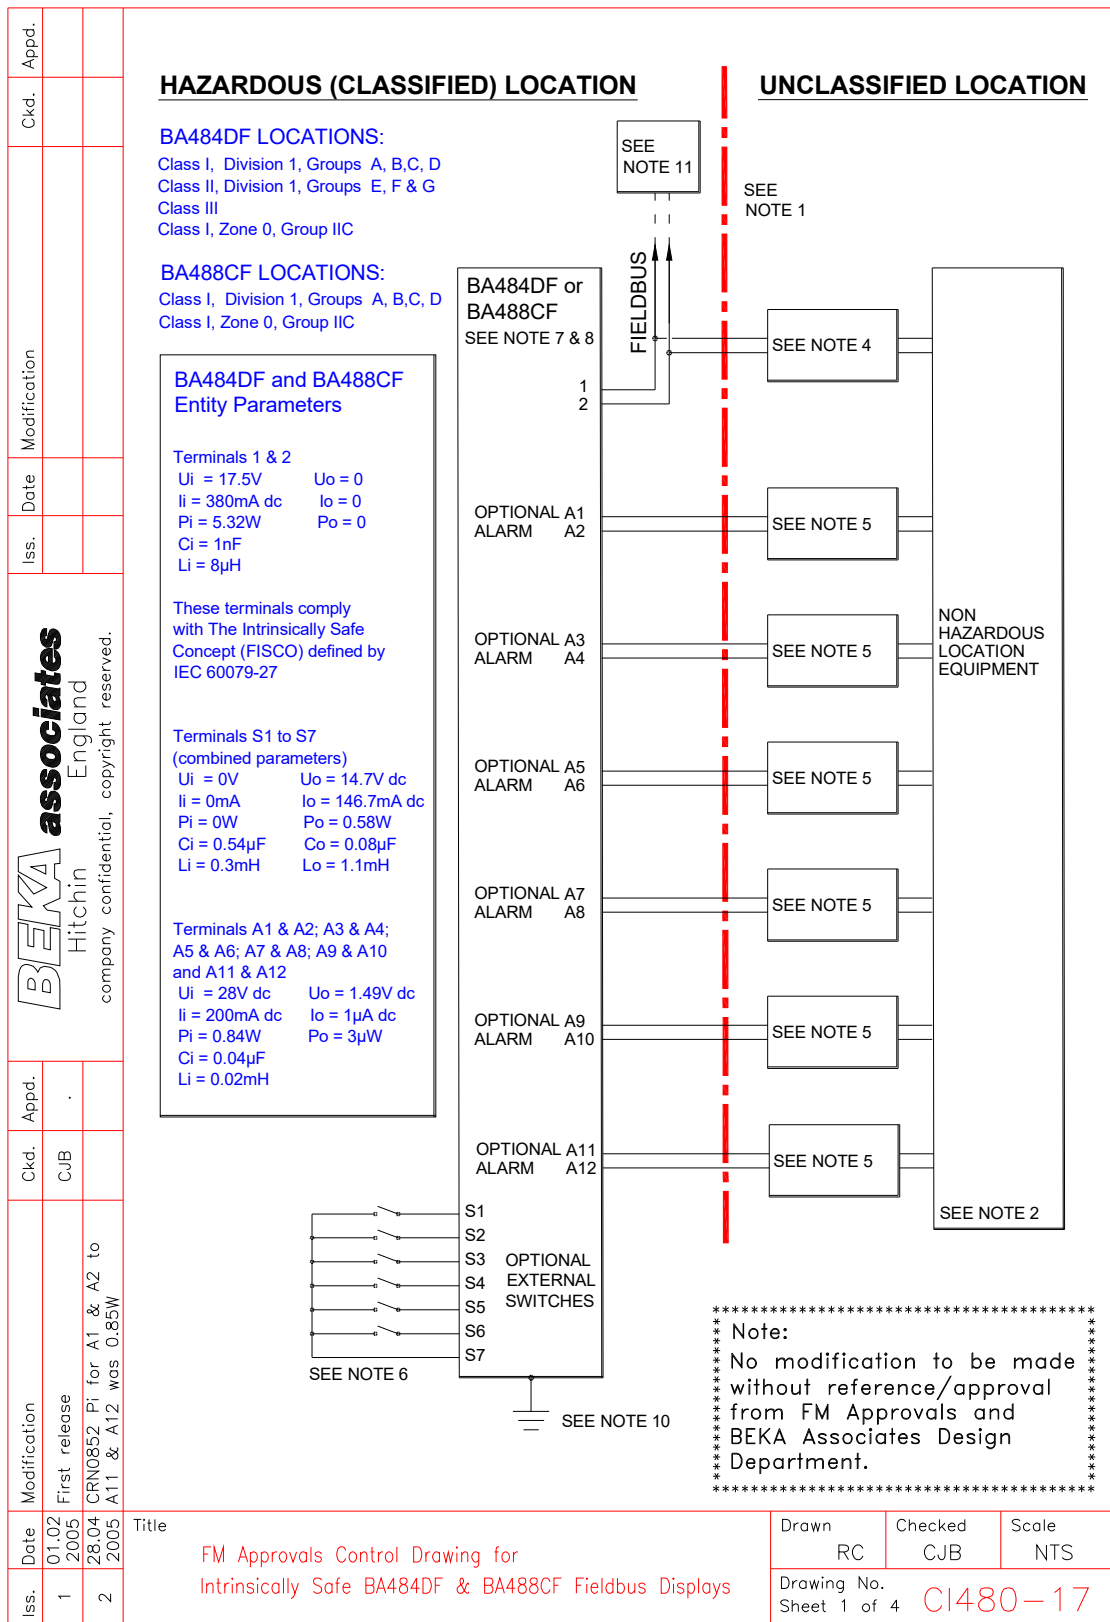 HAZARDOUS (CLASSIFIED) LOCATION
UNCLASSIFIED LOCATION
BA484DF LOCATIONS:
Class I, Division 1, Groups A, B,C, D
Class II, Division 1, Groups E, F & G
Class III
Class I, Zone 0, Group IIC
BA488CF LOCATIONS:
Class I, Division 1, Groups A, B,C, D
Class I, Zone 0, Group IIC
BA484DF and BA488CF
Entity Parameters
Terminals 1 & 2
Ui = 17.5V Uo = 0
Ii = 380mA dc Io = 0
Pi = 5.32W Po = 0
Ci = 1nF
Li = 8µH
These terminals comply
with The Intrinsically Safe
Concept (FISCO) defined by
IEC 60079-27
Terminals S1 to S7
(combined parameters)
Ui = 0V Uo = 14.7V dc
Ii = 0mA Io = 146.7mA dc
Pi = 0W Po = 0.58W
Ci = 0.54µF Co = 0.08µF
Li = 0.3mH Lo = 1.1mH
Terminals A1 & A2; A3 & A4;
A5 & A6; A7 & A8; A9 & A10
and A11 & A12
Ui = 28V dc Uo = 1.49V dc
Ii = 200mA dc Io = 1µA dc
Pi = 0.84W Po = 3µW
Ci = 0.04µF
Li = 0.02mH
SEE
NOTE 11
SEE
NOTE 1
FIELDBUS
BA484DF or
BA488CF
SEE NOTE 7 & 8
1
2
SEE NOTE 4
OPTIONAL A1
ALARM A2
SEE NOTE 5
OPTIONAL A3
ALARM A4
SEE NOTE 5
OPTIONAL A5
ALARM A6
SEE NOTE 5
OPTIONAL A7
ALARM A8
SEE NOTE 5
OPTIONAL A9
ALARM A10
SEE NOTE 5
OPTIONAL A11
ALARM A12
SEE NOTE 5
NON
HAZARDOUS
LOCATION
EQUIPMENT
SEE NOTE 2
S1
S2
S3
S4
S5
S6
S7
OPTIONAL
EXTERNAL
SWITCHES
SEE NOTE 6
SEE NOTE 10
Note:
No modification to be made
without reference/approval
from FM Approvals and
BEKA Associates Design
Department.
Title
FM Approvals Control Drawing for
Intrinsically Safe BA484DF & BA488CF Fieldbus Displays
Drawn
RC
Checked
CJB
Scale
NTS
Drawing No.
Sheet 1 of 4
CI480-17
Iss. Date Modification Ckd. Appd.
1 01.02 2005 First release CJB .
2 28.04 2005 CRN0852 Pi for A1 & A2 to
A11 & A12 was 0.85W
BEKA associates
Hitchin England
company confidential, copyright reserved.
Iss. Date Modification Ckd. Appd.